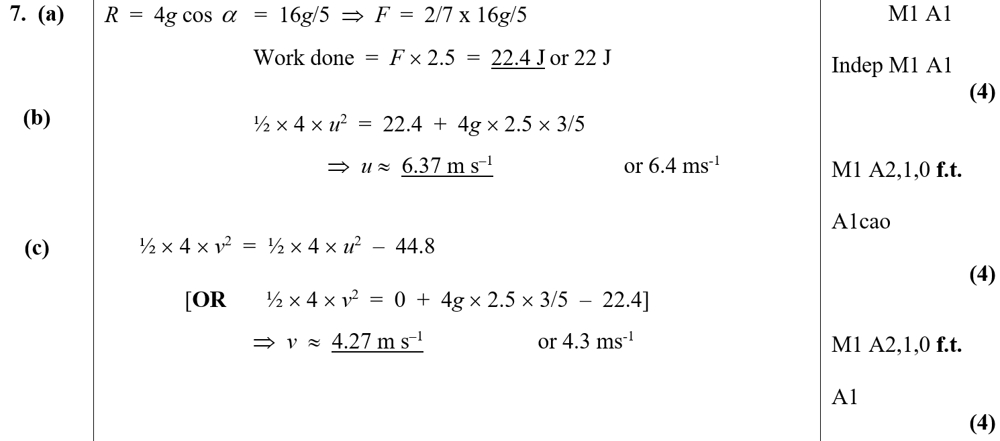 7. (a) R = 4g cos α = 16g/5 ⇒ F = 2/7 x 16g/5 M1 A1
Work done = F × 2.5 = 22.4 J or 22 J Indep M1 A1
(4)
(b) ½ × 4 × u² = 22.4 + 4g × 2.5 × 3/5
⇒ u ≈ 6.37 m s⁻¹ or 6.4 ms⁻¹ M1 A2,1,0 f.t.
A1cao
(c) ½ × 4 × v² = ½ × 4 × u² – 44.8
(4)
[OR ½ × 4 × v² = 0 + 4g × 2.5 × 3/5 – 22.4]
⇒ v ≈ 4.27 m s⁻¹ or 4.3 ms⁻¹ M1 A2,1,0 f.t.
A1
(4)